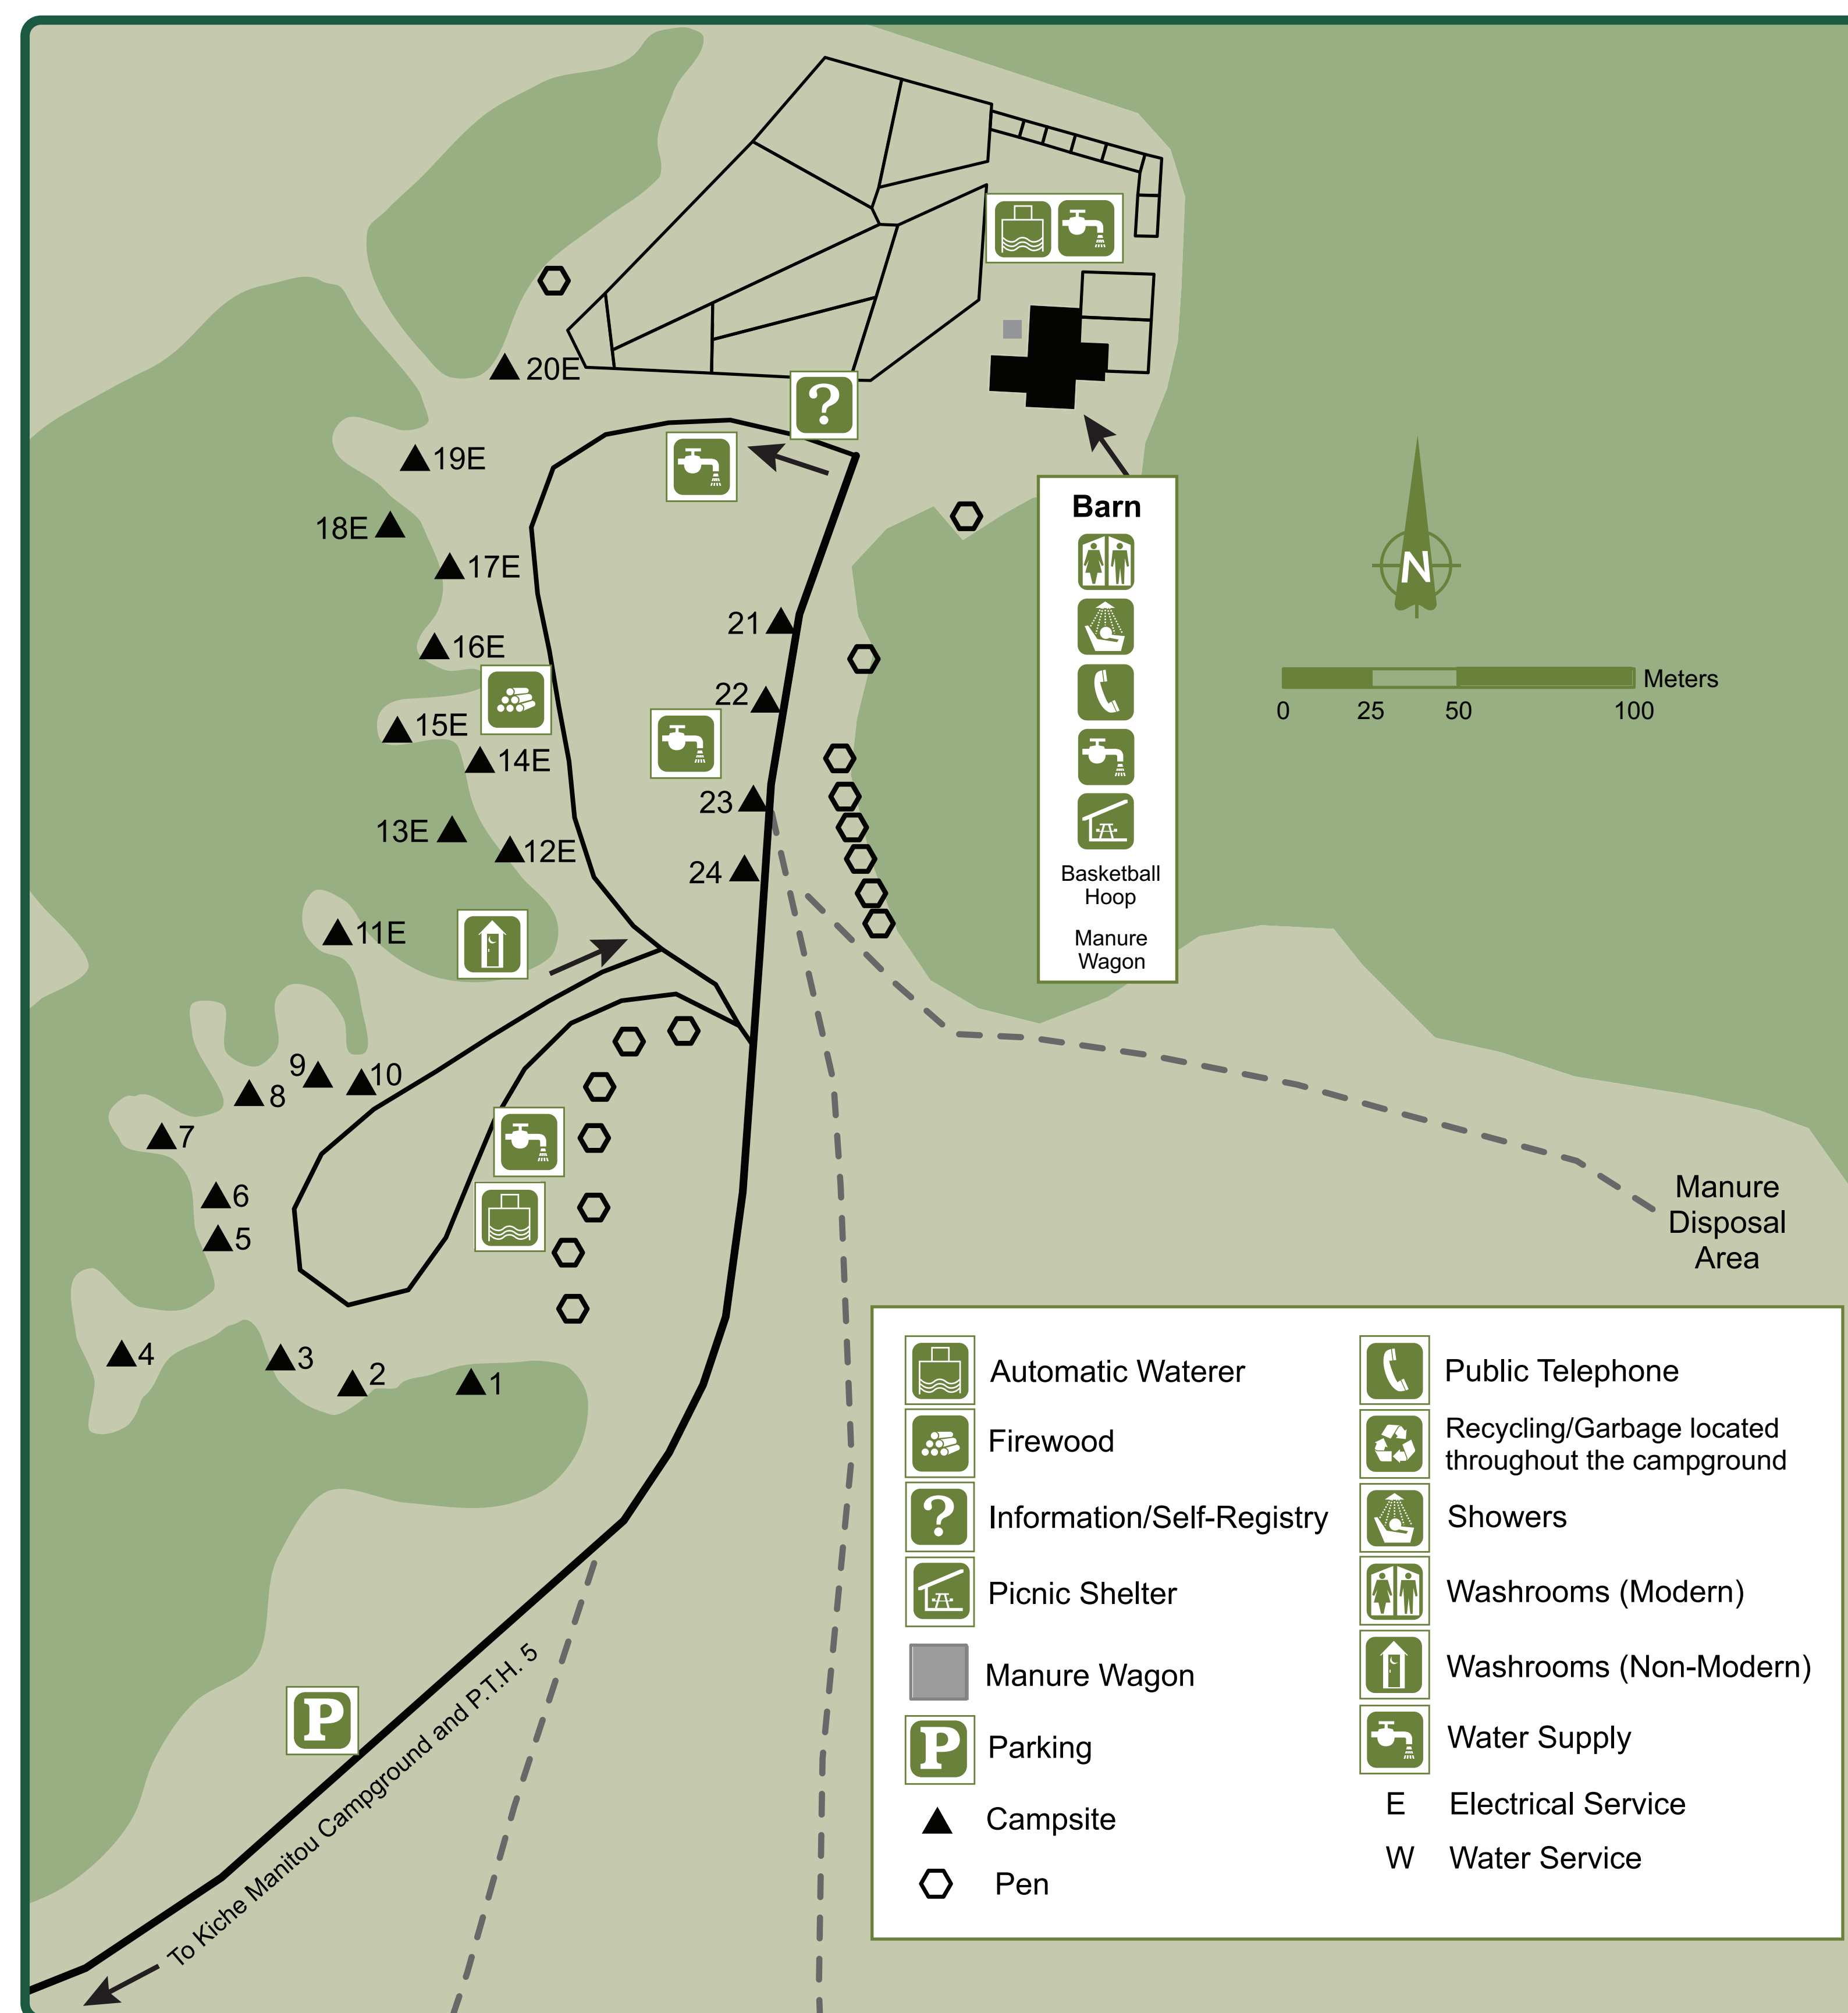 20E
?
19E
18E
17E
16E
15E
14E
13E
12E
11E
21
22
23
24
9
10
8
7
6
5
4
3
2
1
Barn
Basketball
Hoop
Manure
Wagon
N
Meters
0 25 50 100
Manure
Disposal
Area
P
To Kiche Manitou Campground and P.T.H. 5
Automatic Waterer
Firewood
? Information/Self-Registry
Picnic Shelter
Manure Wagon
P Parking
Campsite
Pen
Public Telephone
Recycling/Garbage located
throughout the campground
Showers
Washrooms (Modern)
Washrooms (Non-Modern)
Water Supply
E Electrical Service
W Water Service